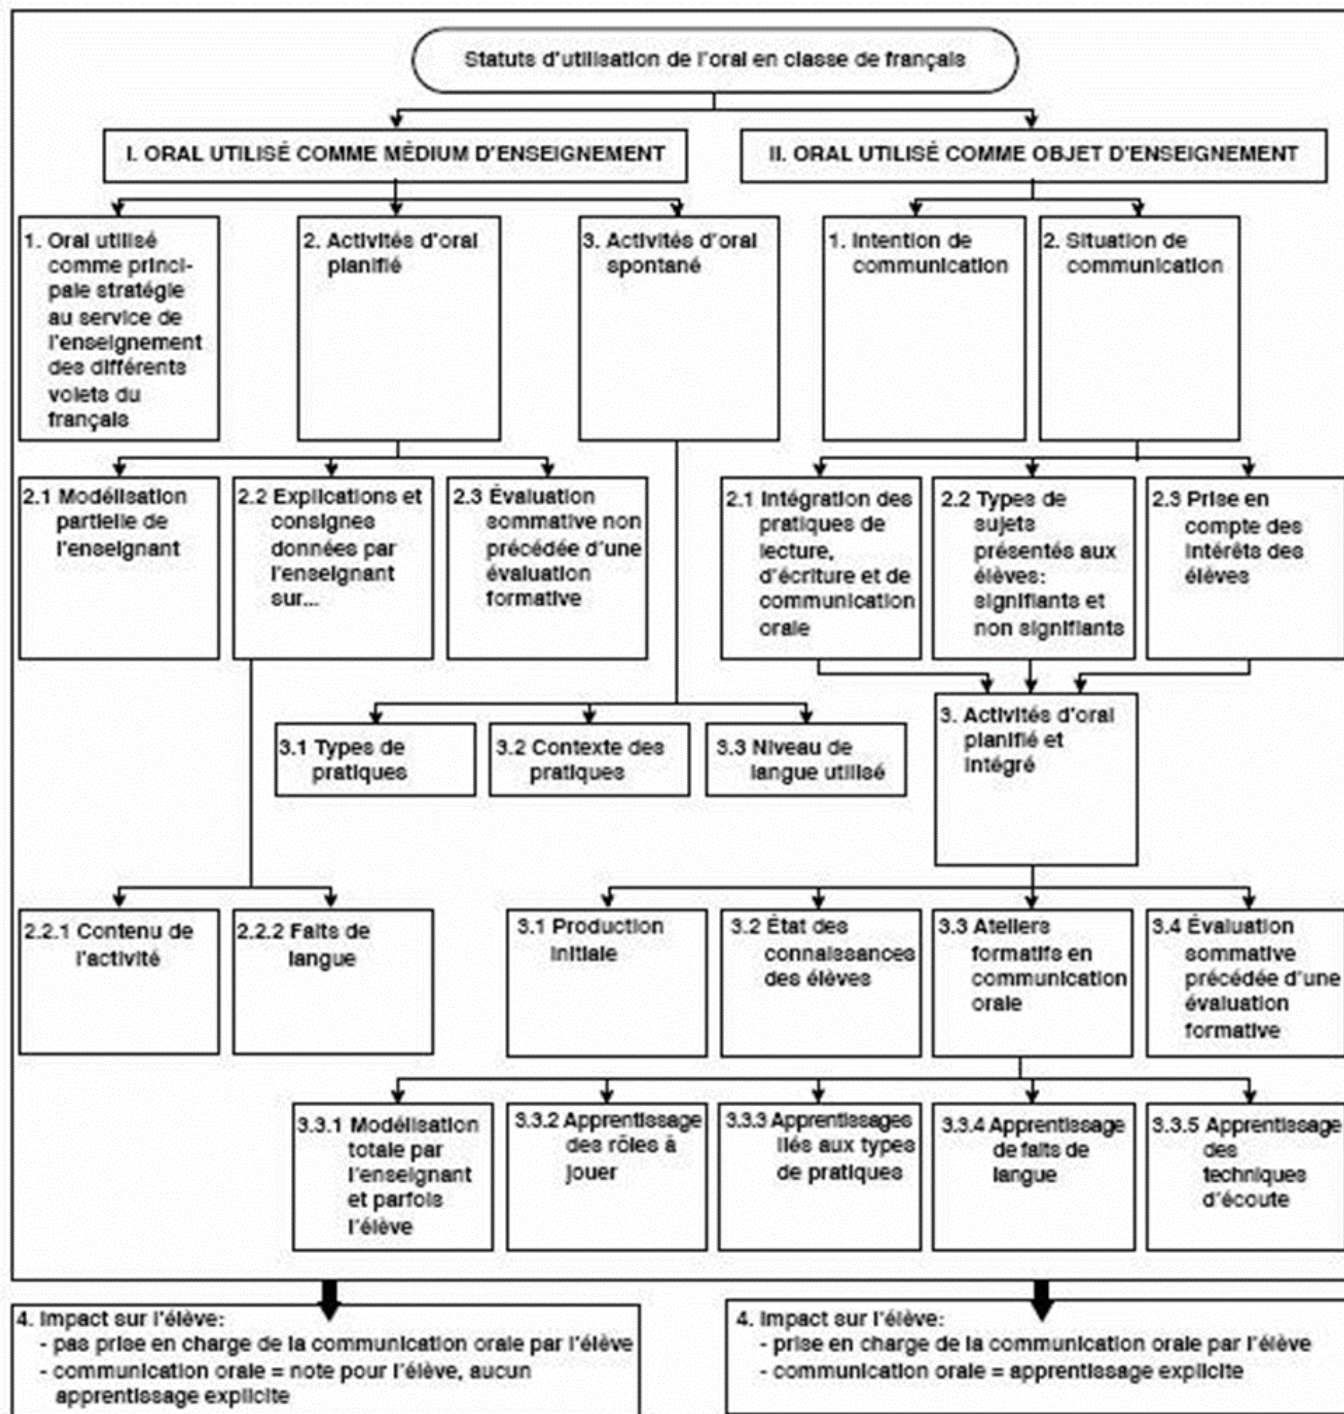 Statuts d'utilisation de l'oral en classe de français
I. ORAL UTILISÉ COMME MÉDIUM D'ENSEIGNEMENT
II. ORAL UTILISÉ COMME OBJET D'ENSEIGNEMENT
1. Oral utilisé
comme princi-
pale stratégie
au service de
l'enseignement
des différents
volets du
français
2. Activités d'oral
planifié
3. Activités d'oral
spontané
1. Intention de
communication
2. Situation de
communication
2.1 Modélisation
partielle de
l'enseignant
2.2 Explications et
consignes
données par
l'enseignant
sur...
2.3 Évaluation
sommative non
précédée d'une
évaluation
formative
2.1 Intégration des
pratiques de
lecture,
d'écriture et de
communication
orale
2.2 Types de
sujets
présentés aux
élèves:
signifiants et
non signifiants
2.3 Prise en
compte des
intérêts des
élèves
3.1 Types de
pratiques
3.2 Contexte des
pratiques
3.3 Niveau de
langue utilisé
3. Activités d'oral
planifié et
intégré
2.2.1 Contenu de
l'activité
2.2.2 Faits de
langue
3.1 Production
initiale
3.2 État des
connaissances
des élèves
3.3 Ateliers
formatifs en
communication
orale
3.4 Évaluation
sommative
précédée d'une
évaluation
formative
3.3.1 Modélisation
totale par
l'enseignant
et parfois
l'élève
3.3.2 Apprentissage
des rôles à
jouer
3.3.3 Apprentissages
liés aux types
de pratiques
3.3.4 Apprentissage
de faits de
langue
3.3.5 Apprentissage
des
techniques
d'écoute
4. Impact sur l'élève:
- pas prise en charge de la communication orale par l'élève
- communication orale = note pour l'élève, aucun
apprentissage explicite
4. Impact sur l'élève:
- prise en charge de la communication orale par l'élève
- communication orale = apprentissage explicite